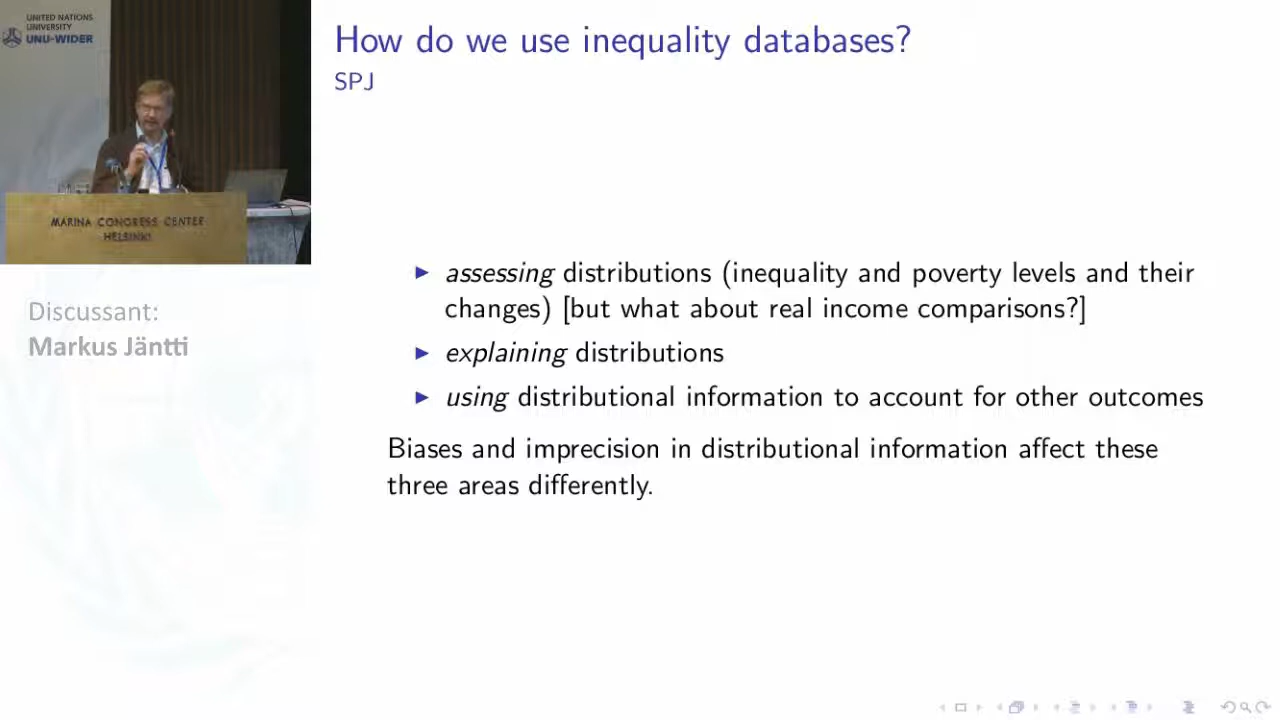 UNITED NATIONS
UNIVERSITY
UNU-WIDER
MARINA CONGRESS CENTER
HELSINKI
Discussant:
Markus Jäntti
How do we use inequality databases?
SPJ
assessing distributions (inequality and poverty levels and their
changes) [but what about real income comparisons?]
explaining distributions
using distributional information to account for other outcomes
Biases and imprecision in distributional information affect these
three areas differently.